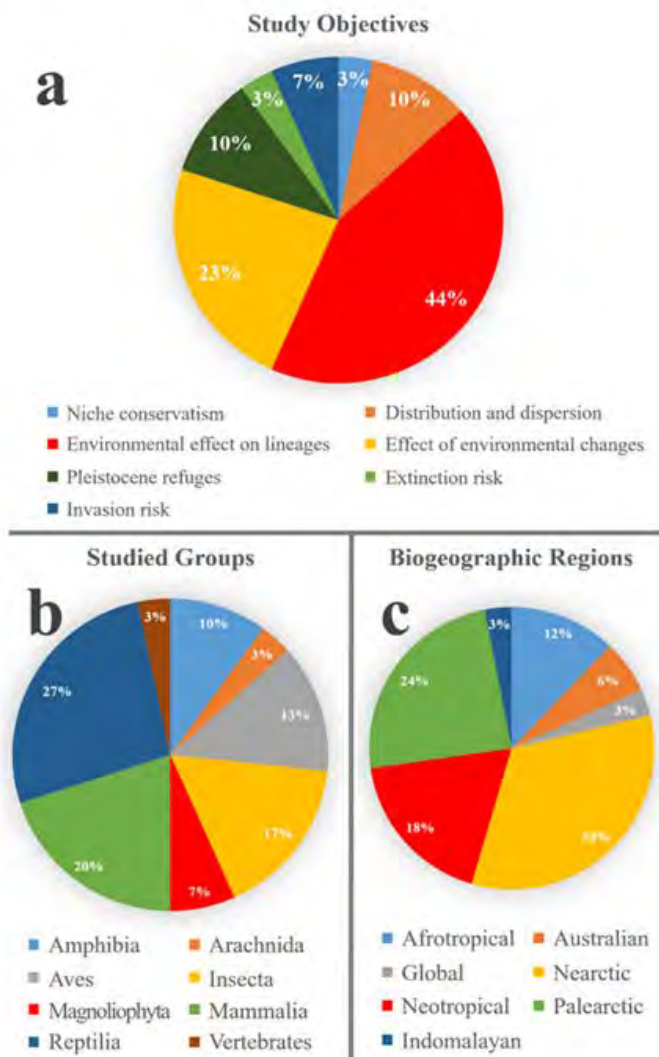 Study Objectives
a
7%
3%
3%
10%
10%
23%
44%
Niche conservatism
Distribution and dispersion
Environmental effect on lineages
Effect of environmental changes
Pleistocene refuges
Extinction risk
Invasion risk
Studied Groups
b
3%
10%
3%
27%
13%
17%
20%
7%
Amphibia
Arachnida
Aves
Insecta
Magnoliophyta
Mammalia
Reptilia
Vertebrates
Biogeographic Regions
c
3%
12%
24%
6%
3%
18%
Afrotropical
Australian
Global
Nearctic
Neotropical
Palearctic
Indomalayan